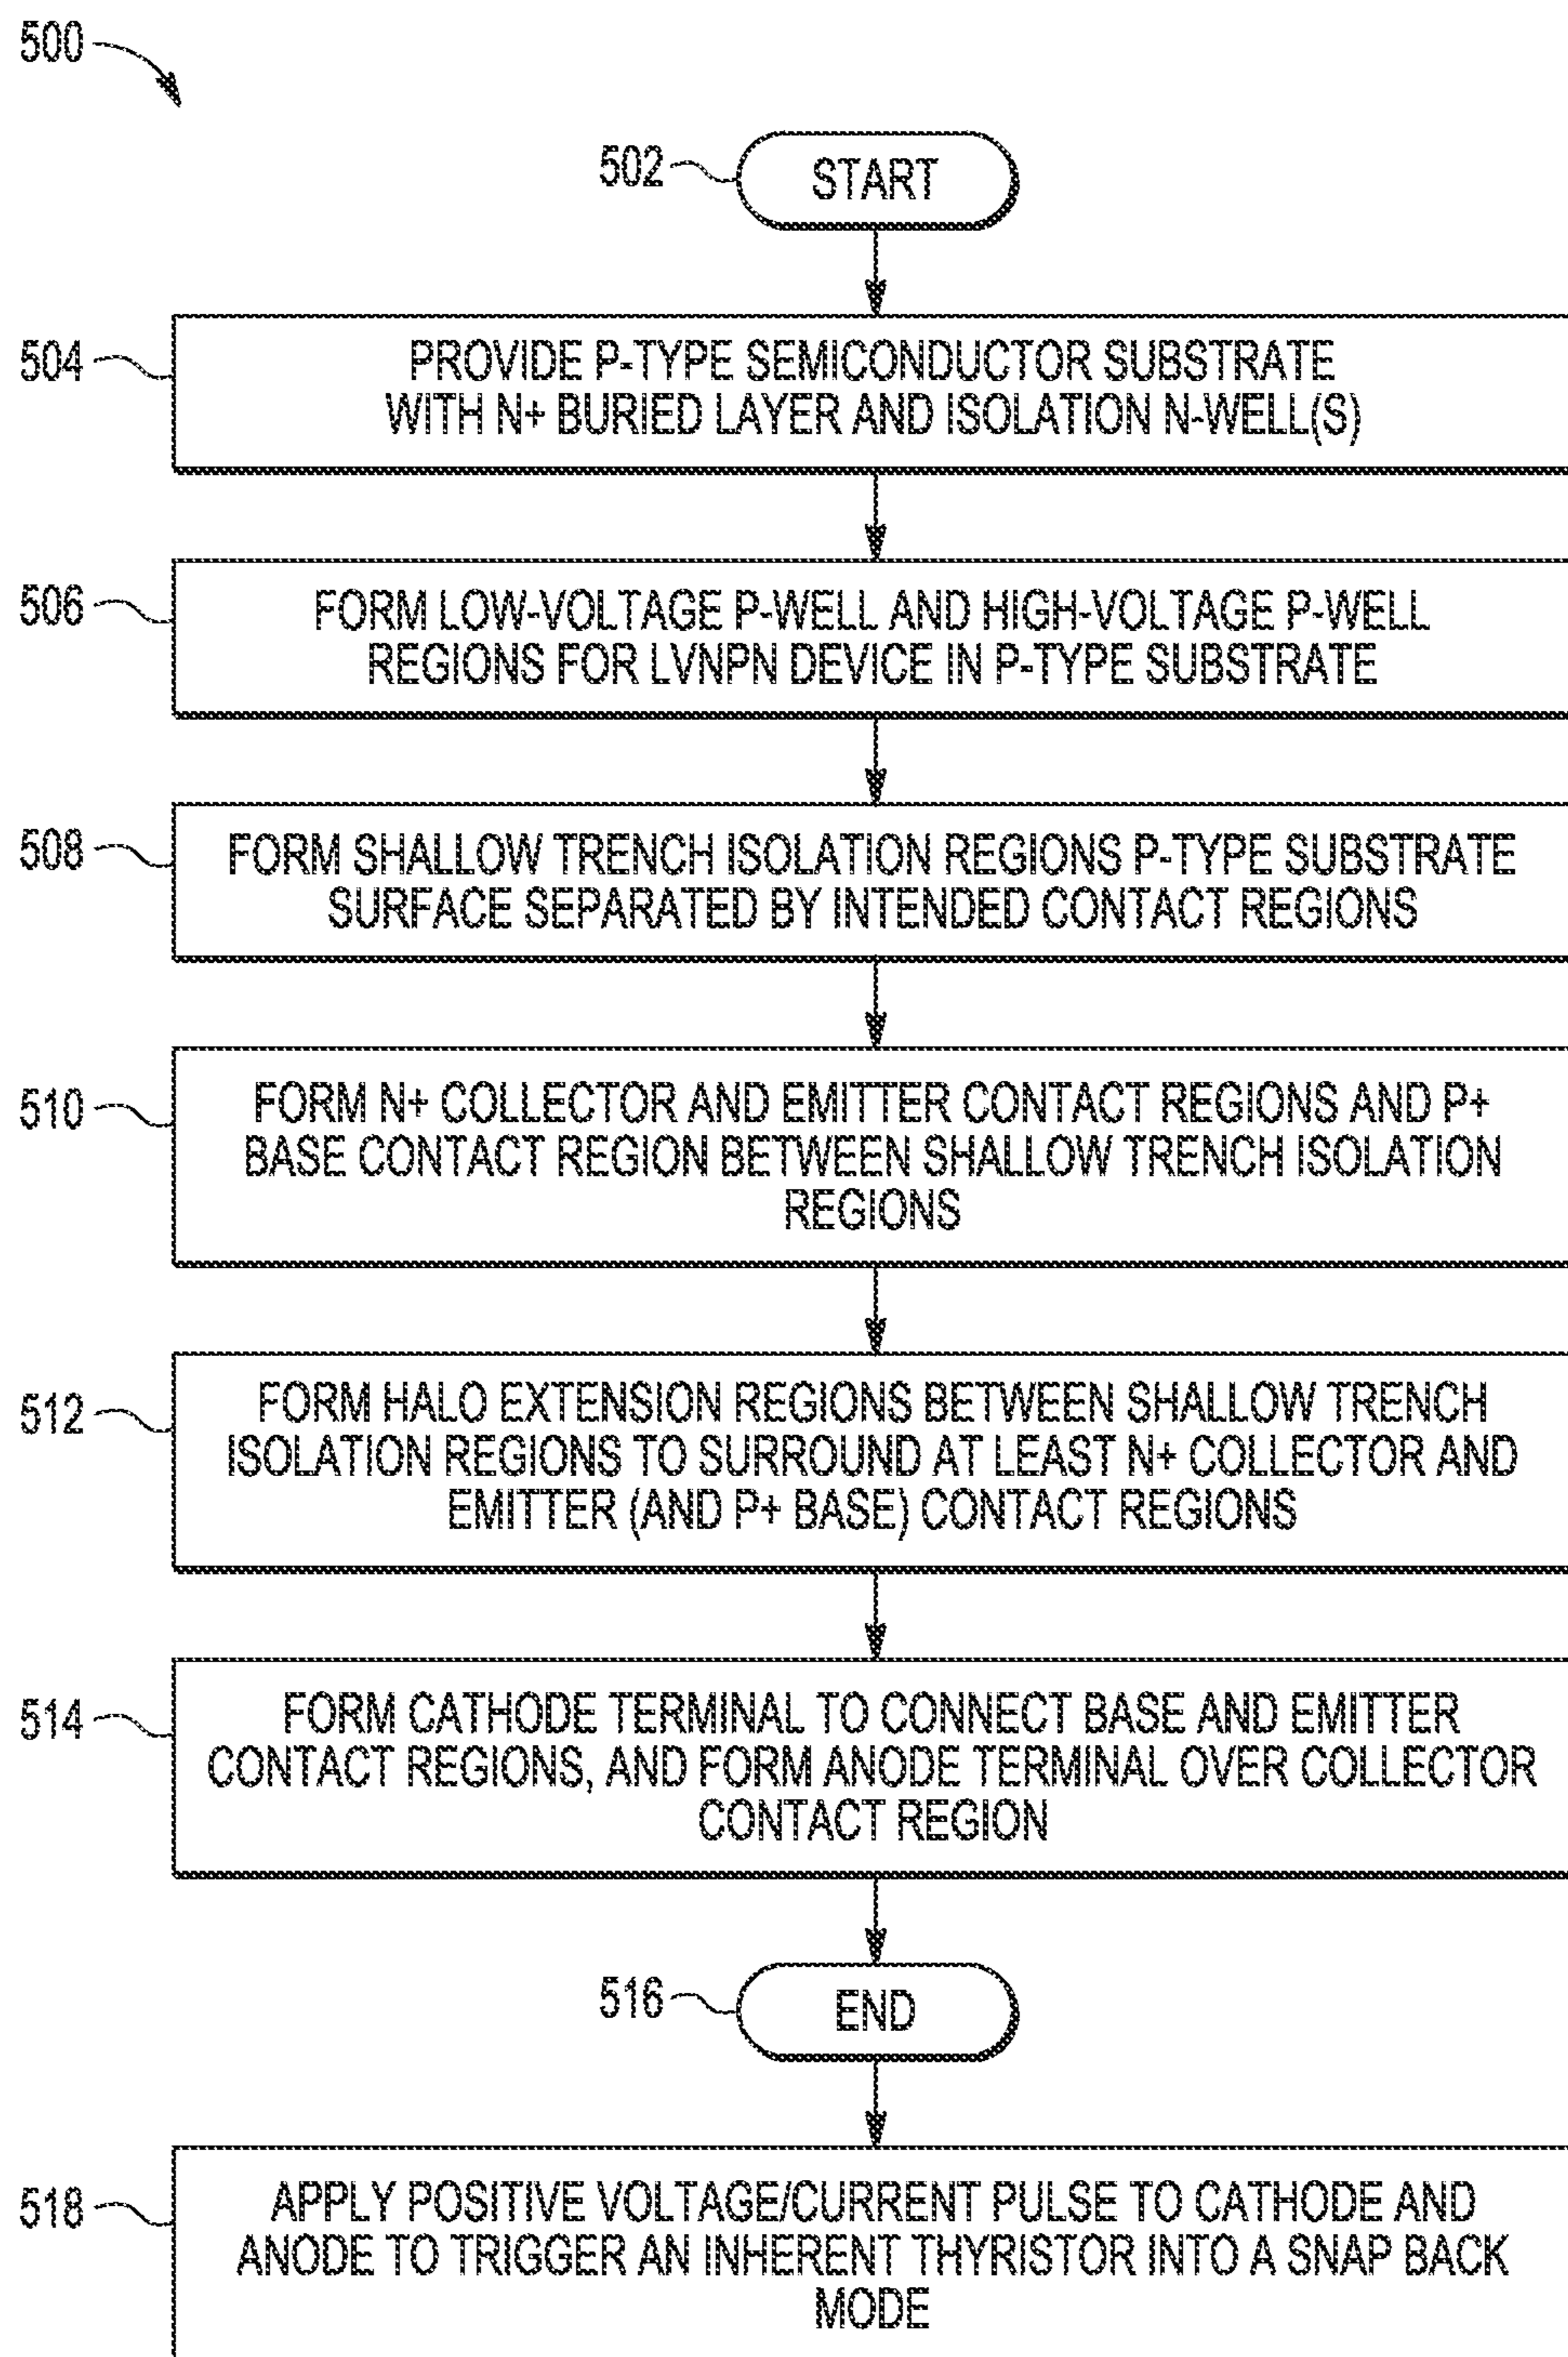 500
502
START
504
PROVIDE P-TYPE SEMICONDUCTOR SUBSTRATE
WITH N+ BURIED LAYER AND ISOLATION N-WELL(S)
506
FORM LOW-VOLTAGE P-WELL AND HIGH-VOLTAGE P-WELL
REGIONS FOR LVNPN DEVICE IN P-TYPE SUBSTRATE
508
FORM SHALLOW TRENCH ISOLATION REGIONS P-TYPE SUBSTRATE
SURFACE SEPARATED BY INTENDED CONTACT REGIONS
510
FORM N+ COLLECTOR AND EMITTER CONTACT REGIONS AND P+
BASE CONTACT REGION BETWEEN SHALLOW TRENCH ISOLATION
REGIONS
512
FORM HALO EXTENSION REGIONS BETWEEN SHALLOW TRENCH
ISOLATION REGIONS TO SURROUND AT LEAST N+ COLLECTOR AND
EMITTER (AND P+ BASE) CONTACT REGIONS
514
FORM CATHODE TERMINAL TO CONNECT BASE AND EMITTER
CONTACT REGIONS, AND FORM ANODE TERMINAL OVER COLLECTOR
CONTACT REGION
516
END
518
APPLY POSITIVE VOLTAGE/CURRENT PULSE TO CATHODE AND
ANODE TO TRIGGER AN INHERENT THYRISTOR INTO A SNAP BACK
MODE